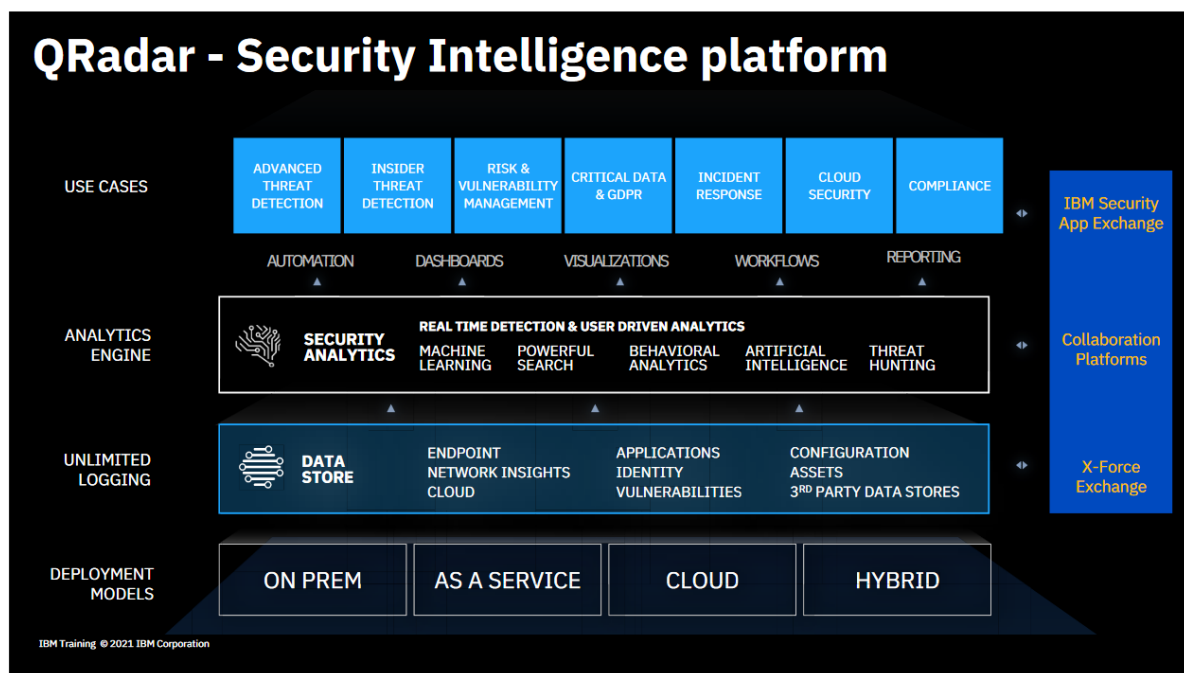 QRadar - Security Intelligence platform
USE CASES
ADVANCED
THREAT
DETECTION
INSIDER
THREAT
DETECTION
RISK &
VULNERABILITY
MANAGEMENT
CRITICAL DATA
& GDPR
INCIDENT
RESPONSE
CLOUD
SECURITY
COMPLIANCE
IBM Security
App Exchange
AUTOMATION
DASHBOARDS
VISUALIZATIONS
WORKFLOWS
REPORTING
ANALYTICS
ENGINE
SECURITY
ANALYTICS
REAL TIME DETECTION & USER DRIVEN ANALYTICS
MACHINE
LEARNING
POWERFUL
SEARCH
BEHAVIORAL
ANALYTICS
ARTIFICIAL
INTELLIGENCE
THREAT
HUNTING
Collaboration
Platforms
UNLIMITED
LOGGING
DATA
STORE
ENDPOINT
NETWORK INSIGHTS
CLOUD
APPLICATIONS
IDENTITY
VULNERABILITIES
CONFIGURATION
ASSETS
3RD PARTY DATA STORES
X-Force
Exchange
DEPLOYMENT
MODELS
ON PREM
AS A SERVICE
CLOUD
HYBRID
IBM Training © 2021 IBM Corporation